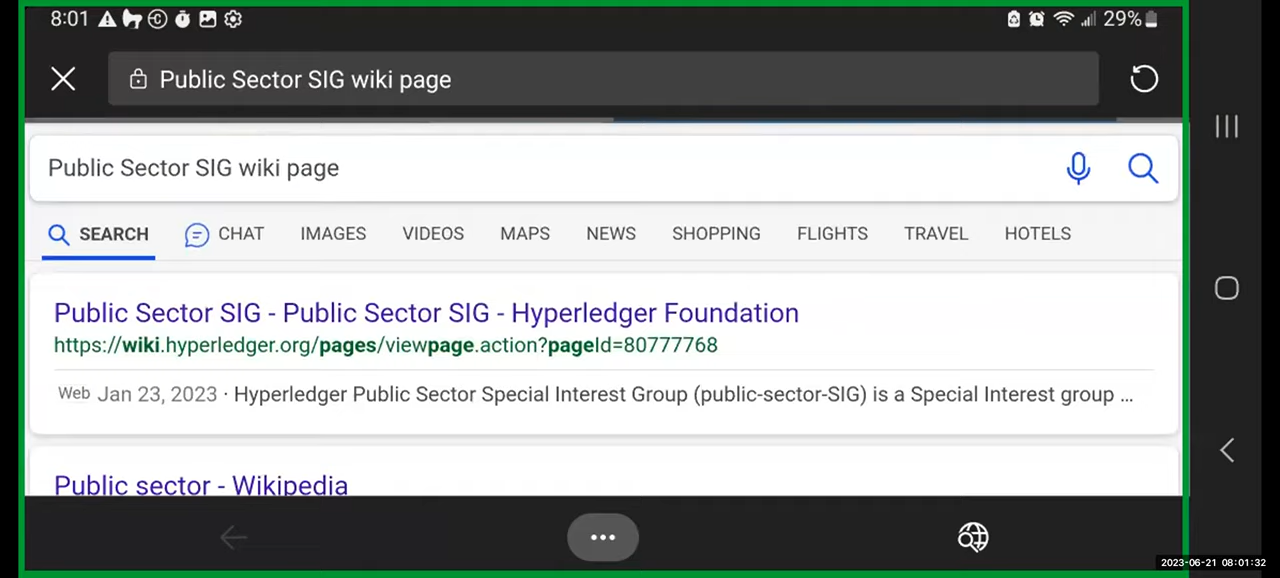 8:01
29%
Public Sector SIG wiki page
Public Sector SIG wiki page
SEARCH CHAT IMAGES VIDEOS MAPS NEWS SHOPPING FLIGHTS TRAVEL HOTELS
Public Sector SIG - Public Sector SIG - Hyperledger Foundation
https://wiki.hyperledger.org/pages/viewpage.action?pageId=80777768
Web Jan 23, 2023 · Hyperledger Public Sector Special Interest Group (public-sector-SIG) is a Special Interest group ...
Public sector - Wikipedia
2023-06-21 08:01:32